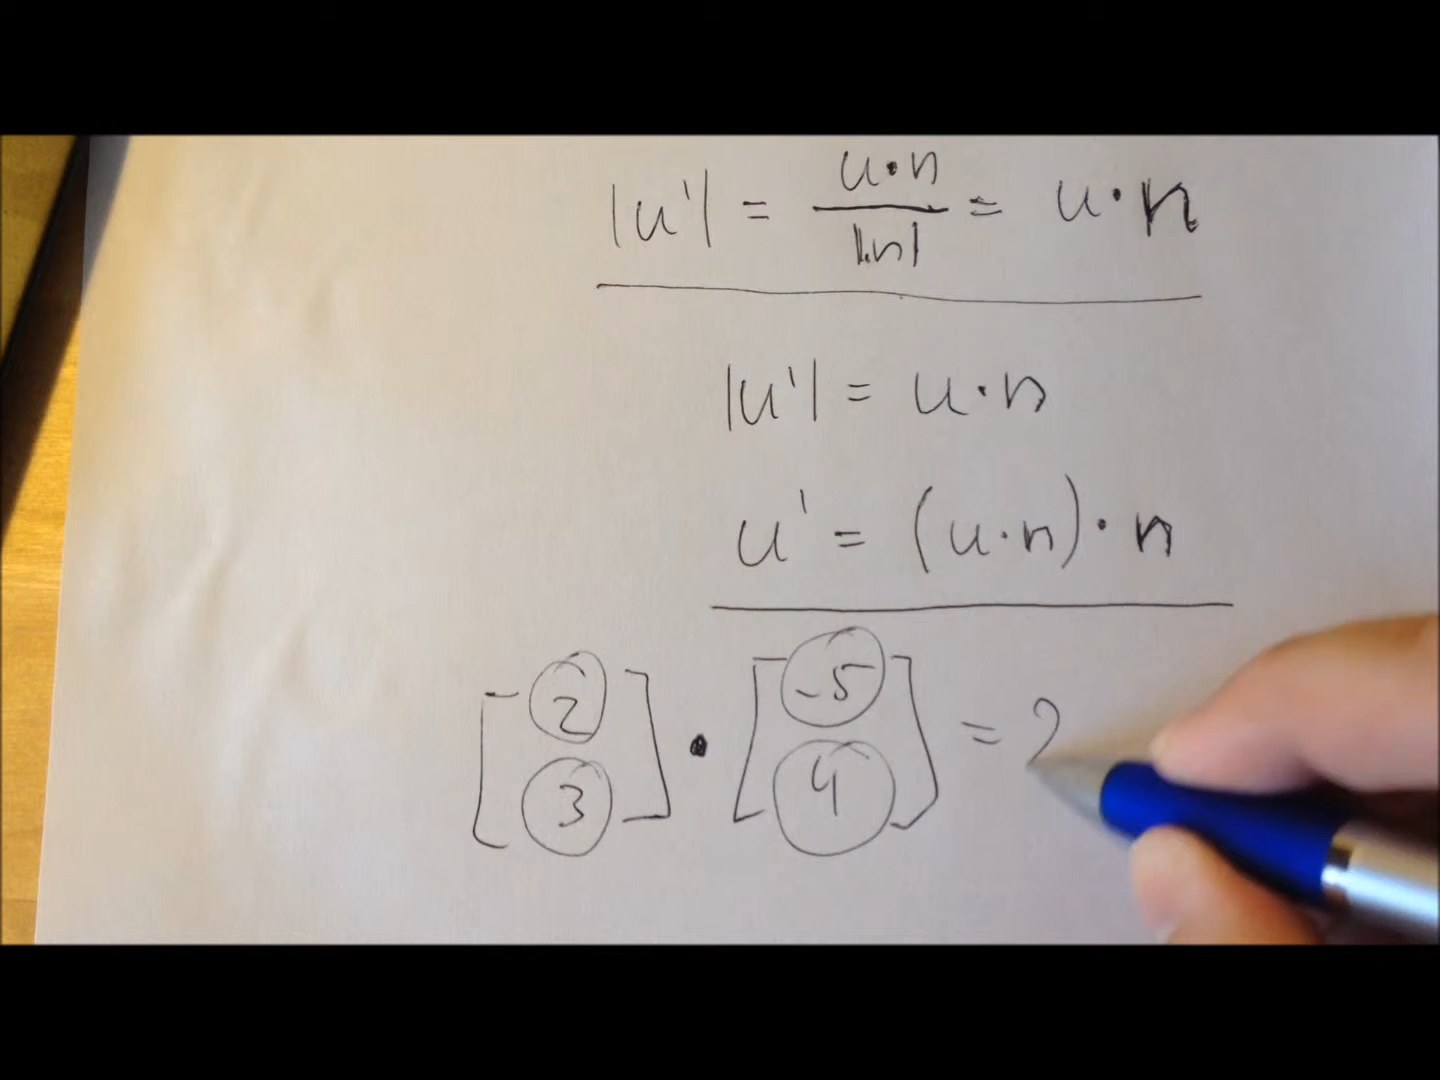 |u'| = u·n / |n| = u·n
|u'| = u·n
u' = (u·n)·n
[2 3] · [-5 4] = 2